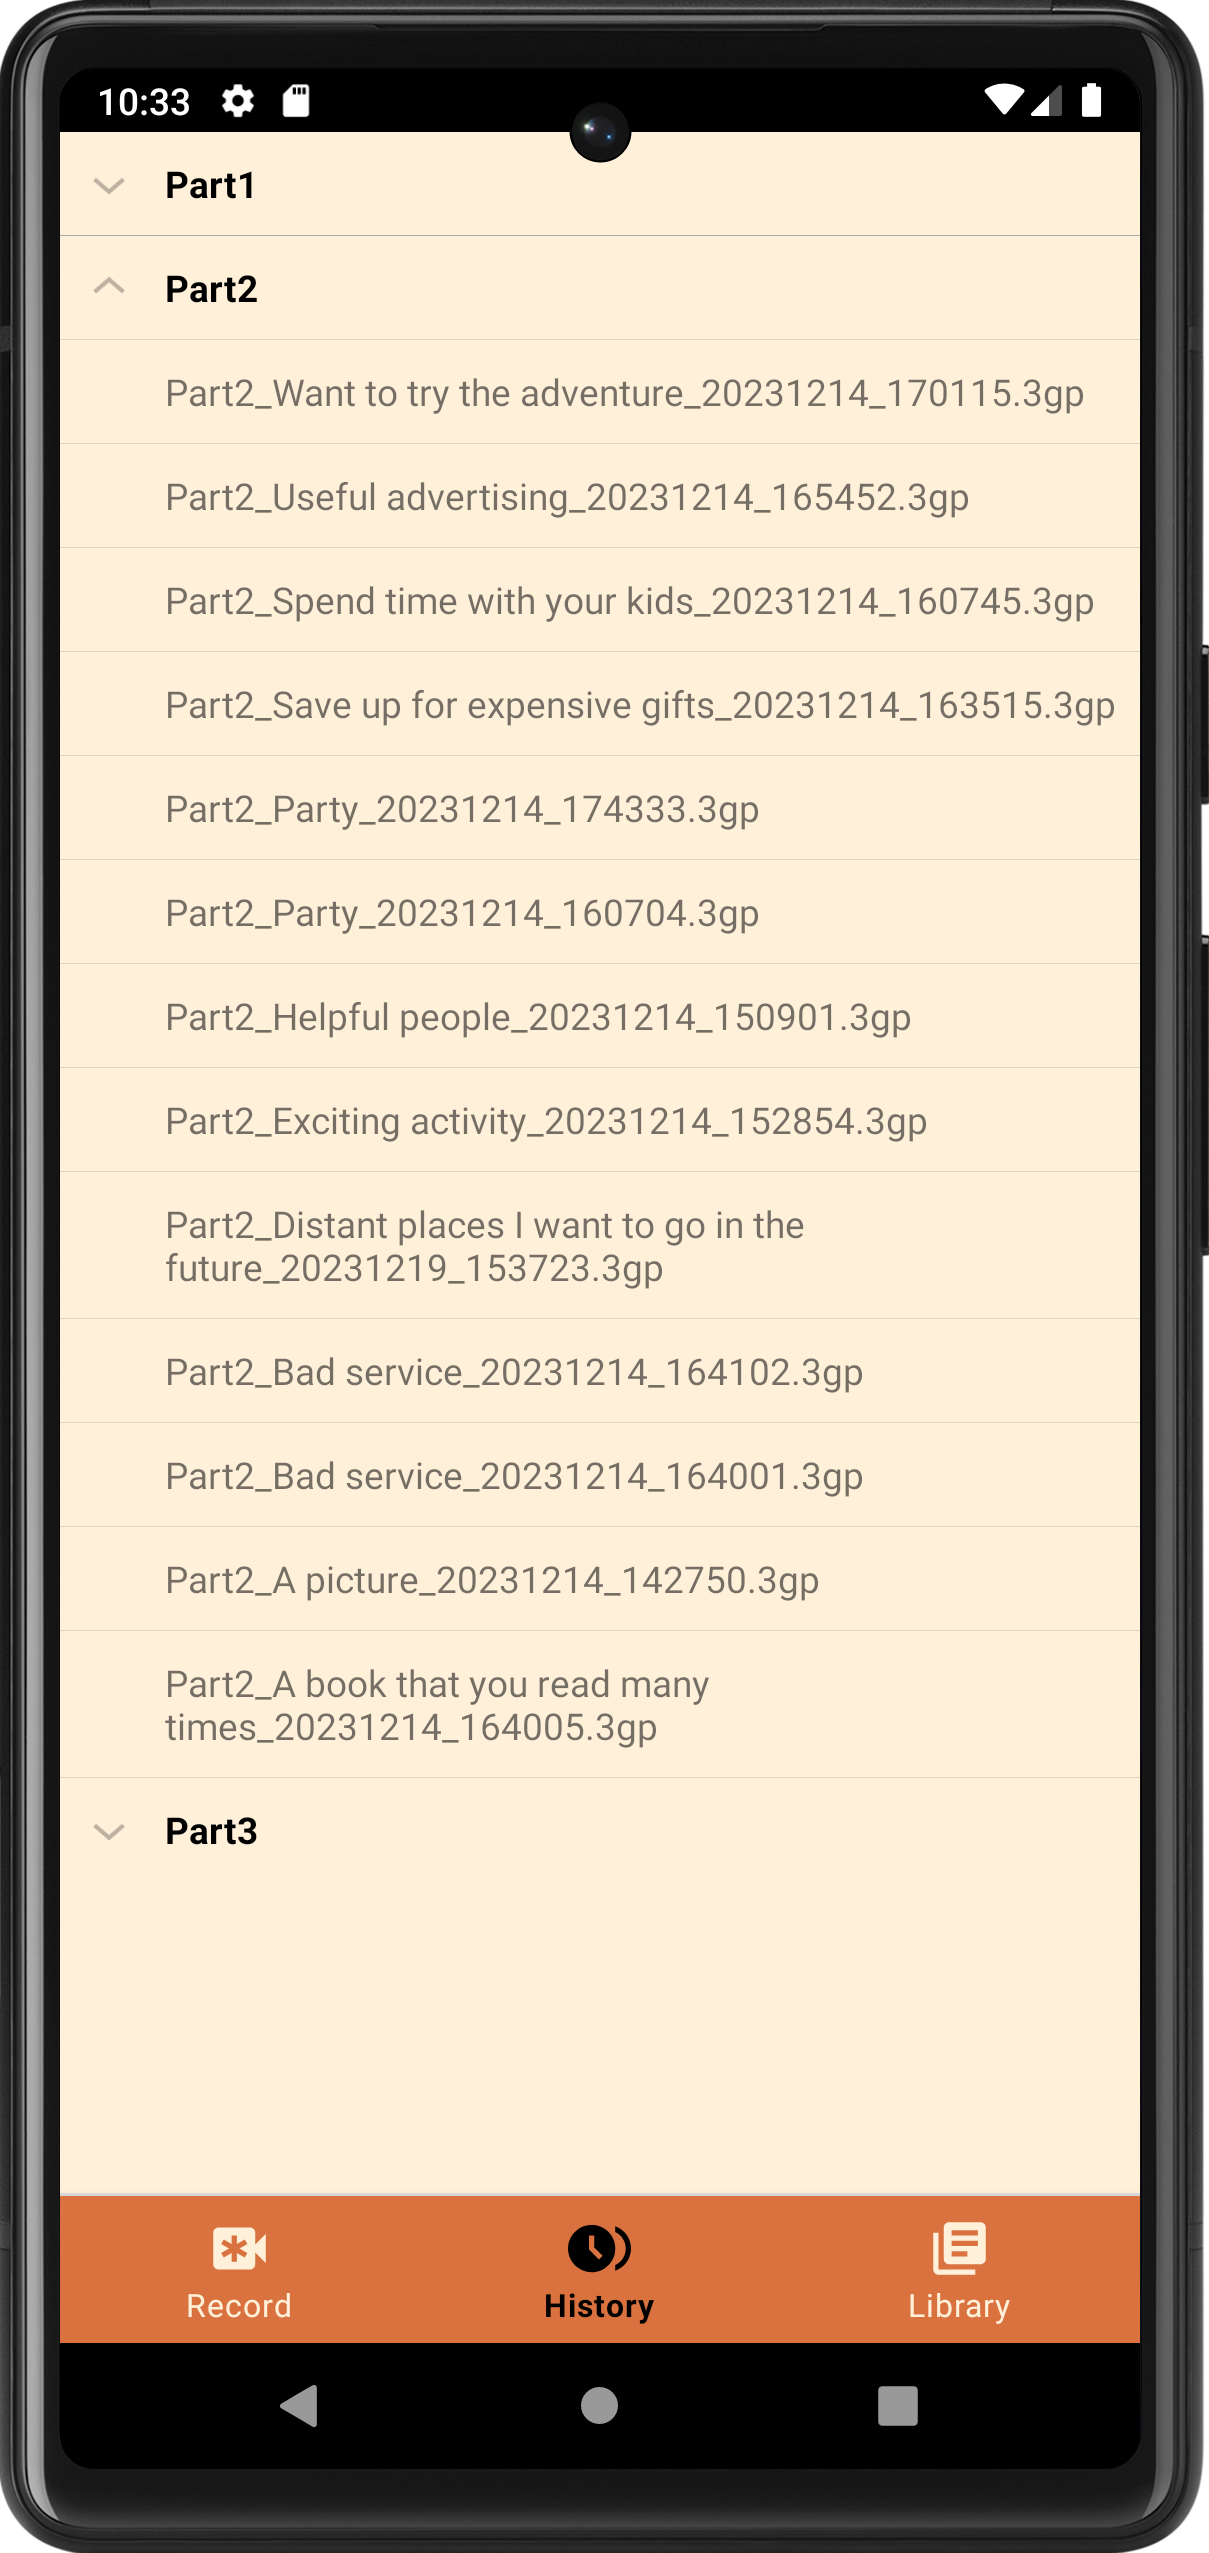 10:33
Part1
Part2
Part2_Want to try the adventure_20231214_170115.3gp
Part2_Useful advertising_20231214_165452.3gp
Part2_Spend time with your kids_20231214_160745.3gp
Part2_Save up for expensive gifts_20231214_163515.3gp
Part2_Party_20231214_174333.3gp
Part2_Party_20231214_160704.3gp
Part2_Helpful people_20231214_150901.3gp
Part2_Exciting activity_20231214_152854.3gp
Part2_Distant places I want to go in the
future_20231219_153723.3gp
Part2_Bad service_20231214_164102.3gp
Part2_Bad service_20231214_164001.3gp
Part2_A picture_20231214_142750.3gp
Part2_A book that you read many
times_20231214_164005.3gp
Part3
Record
History
Library